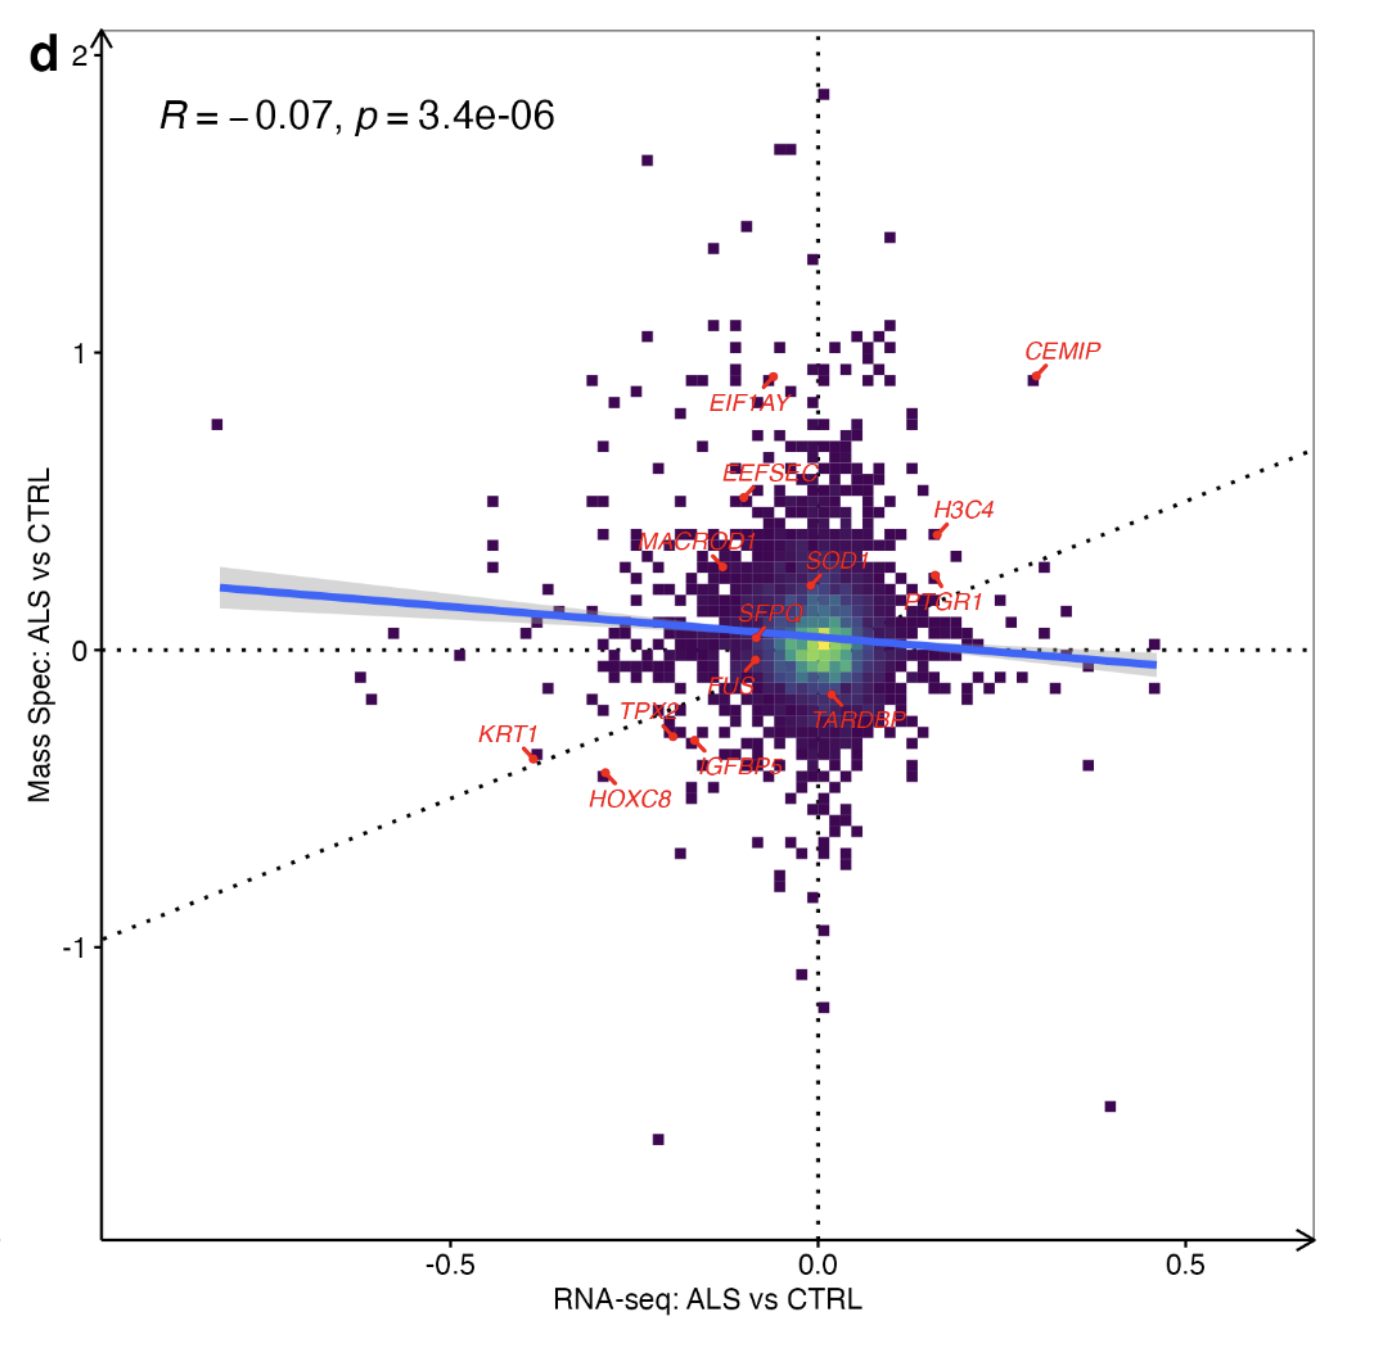 d
2
R = −0.07, p = 3.4e-06
1
CEMIP
EIF1AY
EEFSEC
H3C4
MACROD1
SOD1
PTGR1
SFPQ
0
FUS
TPX2
TARDBP
KRT1
IGFBP5
HOXC8
-1
Mass Spec: ALS vs CTRL
-0.5
0.0
0.5
RNA-seq: ALS vs CTRL